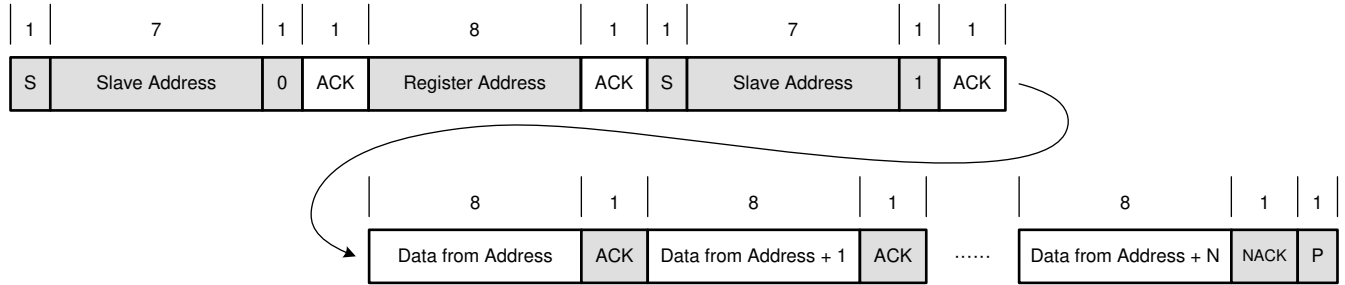 1 7 1 1 8 1 1 7 1 1
S Slave Address 0 ACK Register Address ACK S Slave Address 1 ACK
8 1 8 1 8 1 1
Data from Address ACK Data from Address + 1 ACK ...... Data from Address + N NACK P